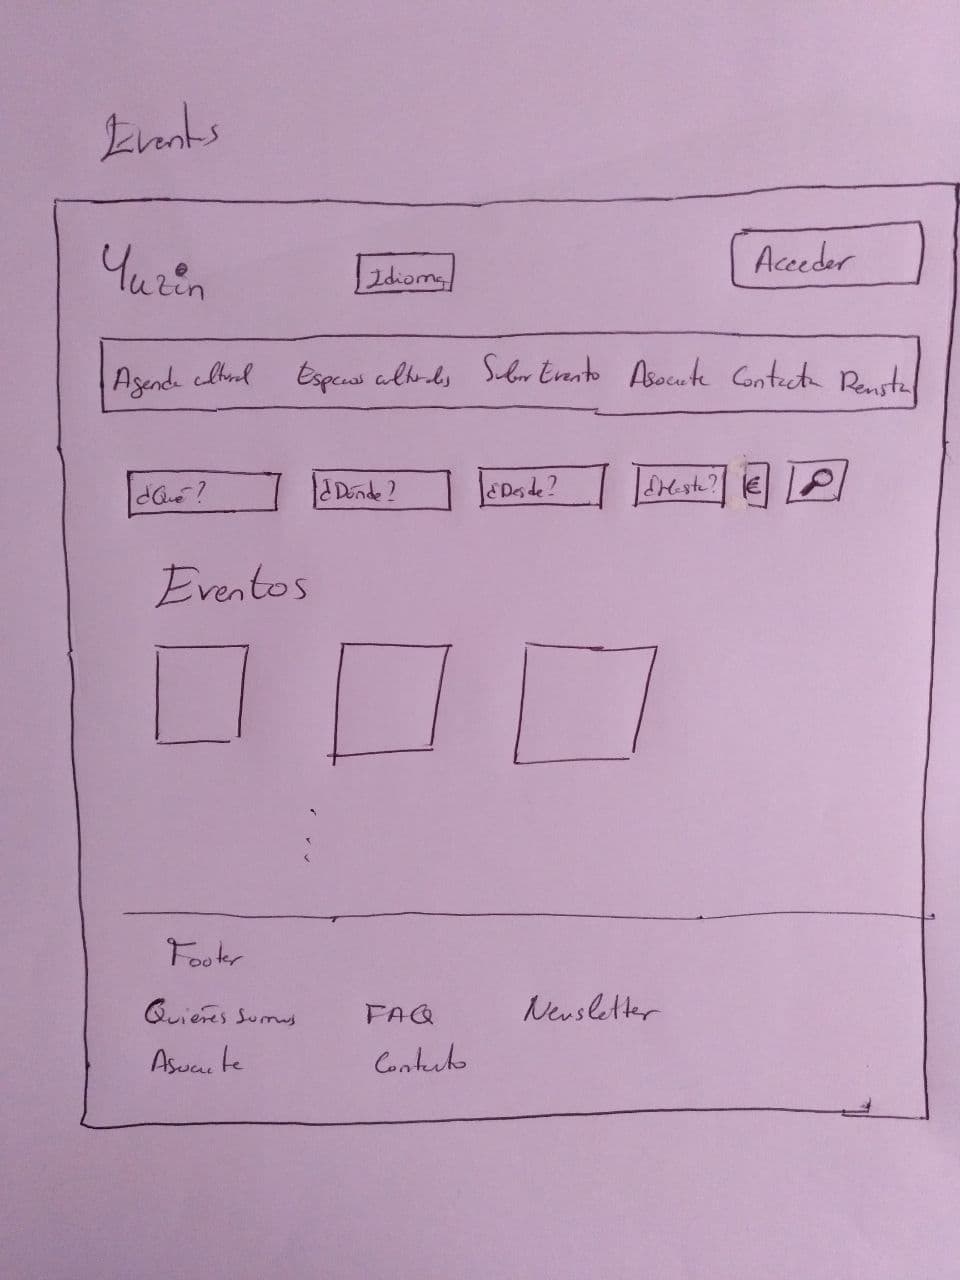 Events
Yuzin Idioma Acceder
Agenda cultural Espacios culturales Subir Evento Asociate Contacta Revista
¿Qué? ¿Dónde? ¿Desde? ¿Hasta? €
Eventos
Footer
Quiénes somos FAQ Newsletter
Asociate Contacto